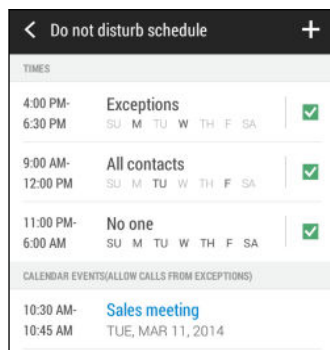 Do not disturb schedule
TIMES
4:00 PM- Exceptions
6:30 PM SU M TU W TH F SA
9:00 AM- All contacts
12:00 PM SU M TU W TH F SA
11:00 PM- No one
6:00 AM SU M TU W TH F SA
CALENDAR EVENTS(ALLOW CALLS FROM EXCEPTIONS)
10:30 AM- Sales meeting
10:45 AM TUE, MAR 11, 2014